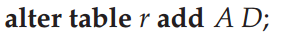 alter table r add A D;